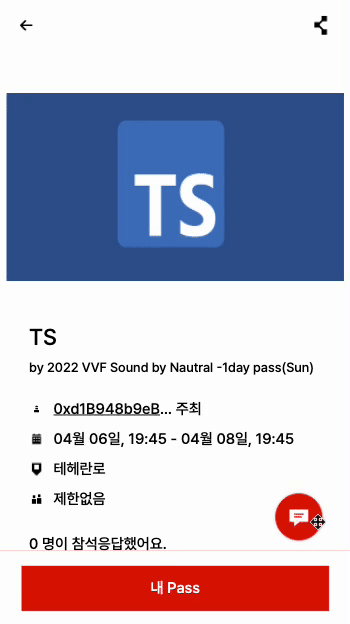 TS
TS
by 2022 VVF Sound by Nautral -1day pass(Sun)
0xd1B948b9eB... 주최
04월 06일, 19:45 - 04월 08일, 19:45
테헤란로
제한없음
0 명이 참석응답했어요.
내 Pass